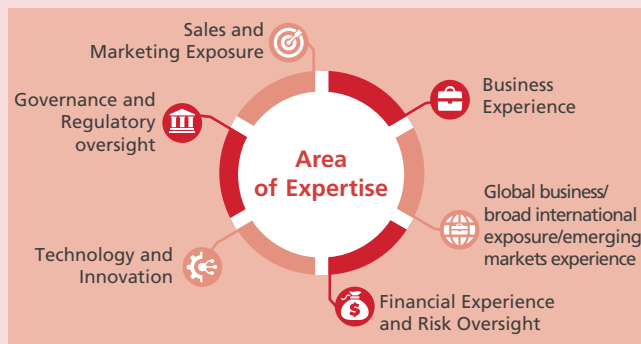 Sales and
Marketing Exposure
Business
Experience
Governance and
Regulatory
oversight
Area
of Expertise
Global business/
broad international
exposure/emerging
markets experience
Technology and
Innovation
$
Financial Experience
and Risk Oversight